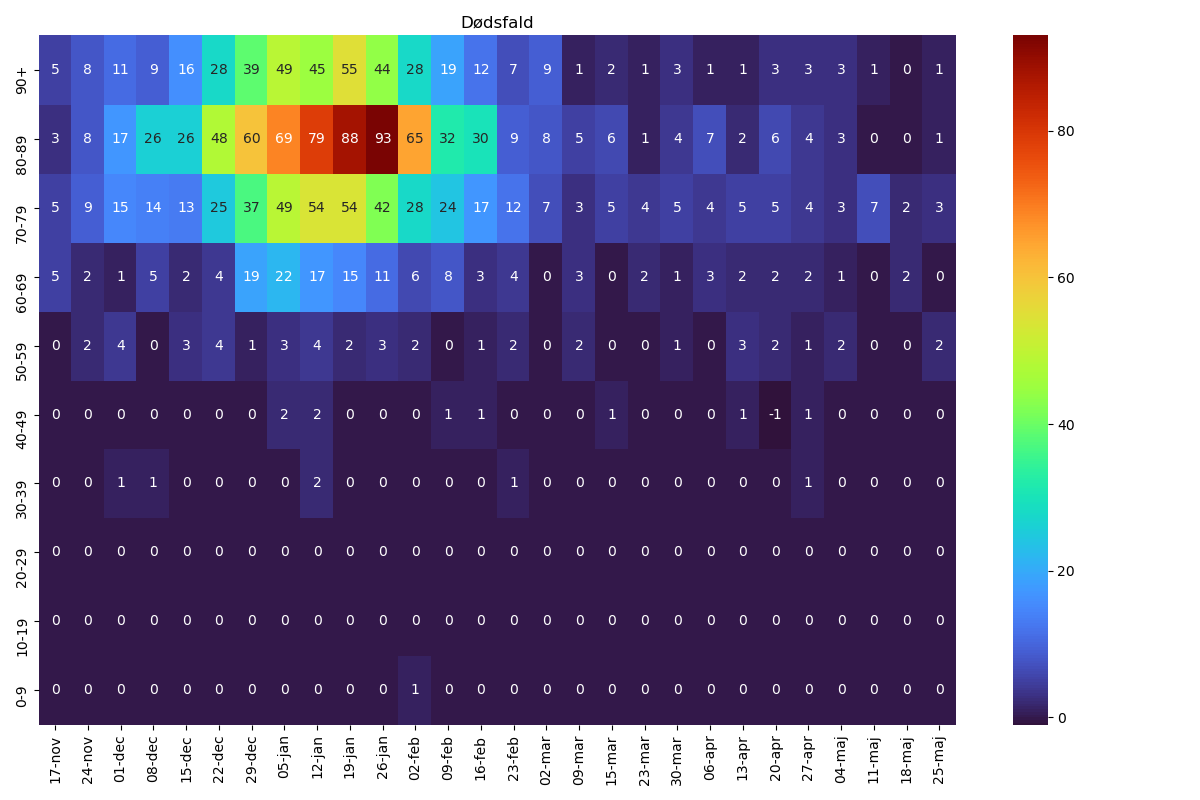 Dødsfald
90+ 5 8 11 9 16 28 39 49 45 55 44 28 19 12 7 9 1 2 1 3 1 1 3 3 3 1 0 1
80-89 3 8 17 26 26 48 60 69 79 88 93 65 32 30 9 8 5 6 1 4 7 2 6 4 3 0 0 1
70-79 5 9 15 14 13 25 37 49 54 54 42 28 24 17 12 7 3 5 4 5 4 5 5 4 3 7 2 3
60-69 5 2 1 5 2 4 19 22 17 15 11 6 8 3 4 0 3 0 2 1 3 2 2 2 1 0 2 0
50-59 0 2 4 0 3 4 1 3 4 2 3 2 0 1 2 0 2 0 0 1 0 3 2 1 2 0 0 2
40-49 0 0 0 0 0 0 0 2 2 0 0 0 1 1 0 0 0 1 0 0 0 1 -1 1 0 0 0 0
30-39 0 0 1 1 0 0 0 0 2 0 0 0 0 0 1 0 0 0 0 0 0 0 0 1 0 0 0 0
20-29 0 0 0 0 0 0 0 0 0 0 0 0 0 0 0 0 0 0 0 0 0 0 0 0 0 0 0 0
10-19 0 0 0 0 0 0 0 0 0 0 0 0 0 0 0 0 0 0 0 0 0 0 0 0 0 0 0 0
0-9 0 0 0 0 0 0 0 0 0 0 0 1 0 0 0 0 0 0 0 0 0 0 0 0 0 0 0 0
17-nov 24-nov 01-dec 08-dec 15-dec 22-dec 29-dec 05-jan 12-jan 19-jan 26-jan 02-feb 09-feb 16-feb 23-feb 02-mar 09-mar 15-mar 23-mar 30-mar 06-apr 13-apr 20-apr 27-apr 04-maj 11-maj 18-maj 25-maj
80
60
40
20
0